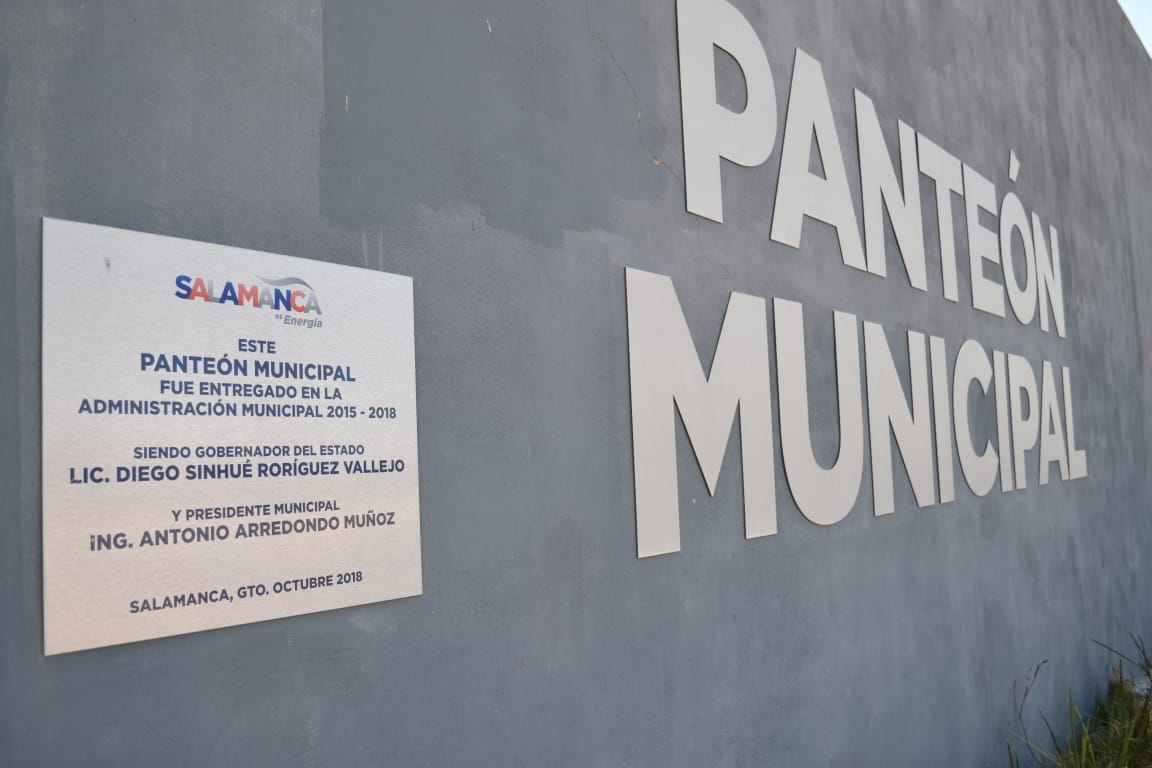 SALAMANCA
es Energía
ESTE
PANTEÓN MUNICIPAL
FUE ENTREGADO EN LA
ADMINISTRACIÓN MUNICIPAL 2015 - 2018
SIENDO GOBERNADOR DEL ESTADO
LIC. DIEGO SINHUÉ RORÍGUEZ VALLEJO
Y PRESIDENTE MUNICIPAL
iNG. ANTONIO ARREDONDO MUÑOZ
SALAMANCA, GTO. OCTUBRE 2018
PANTEÓN
MUNICIPAL